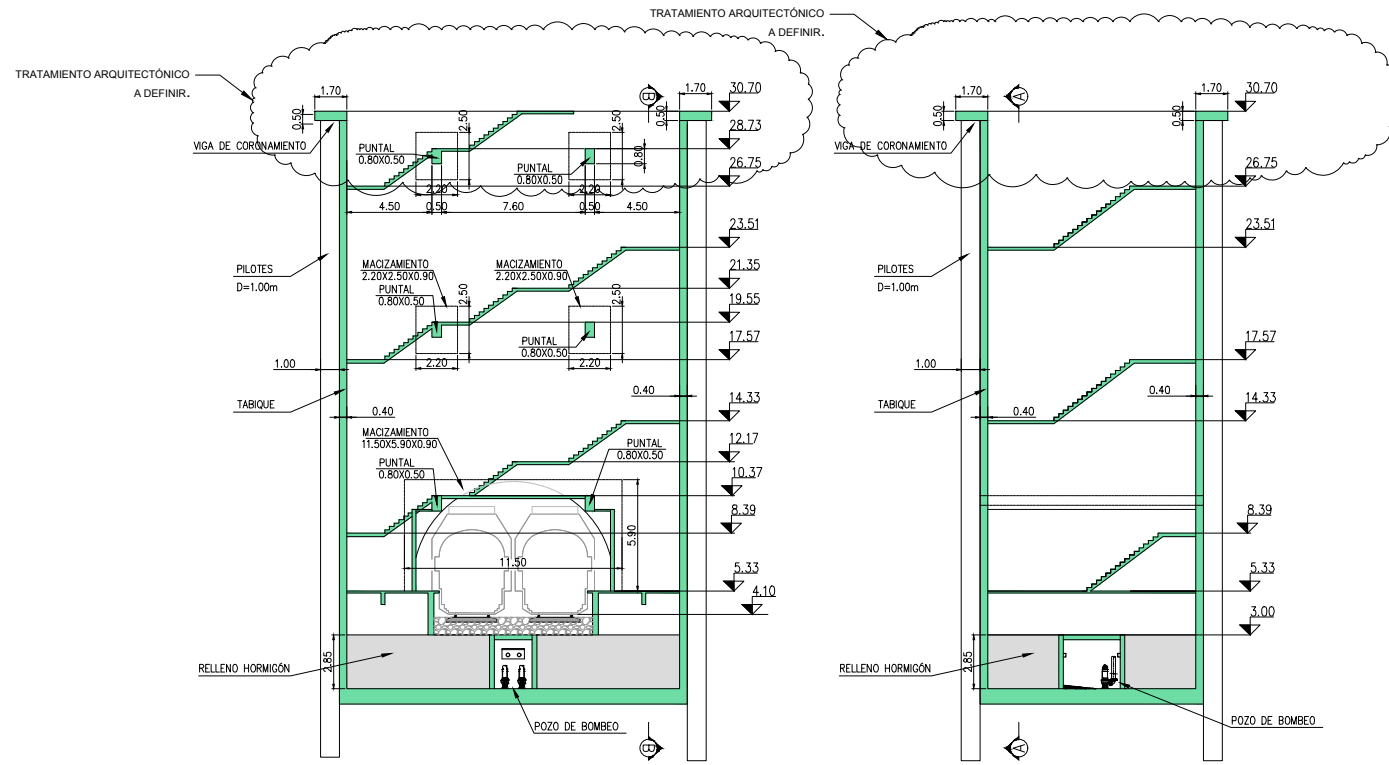 TRATAMIENTO ARQUITECTÓNICO
A DEFINIR.
1.70
B
1.70
30.70
0.50
2.50
0.50
2.50
28.73
VIGA DE CORONAMIENTO
PUNTAL
0.80X0.50
PUNTAL
0.80X0.50
0.80
26.75
2.20
2.20
4.50
0.50
7.60
0.50
4.50
23.51
PILOTES
D=1.00m
MACIZAMIENTO
2.20X2.50X0.90
MACIZAMIENTO
2.20X2.50X0.90
21.35
PUNTAL
0.80X0.50
2.50
2.50
19.55
PUNTAL
0.80X0.50
17.57
2.20
2.20
1.00
0.40
TABIQUE
0.40
14.33
MACIZAMIENTO
11.50X5.90X0.90
PUNTAL
0.80X0.50
12.17
PUNTAL
0.80X0.50
10.37
8.39
5.90
11.50
5.33
4.10
RELLENO HORMIGÓN
2.85
POZO DE BOMBEO
B
TRATAMIENTO ARQUITECTÓNICO
A DEFINIR.
1.70
A
1.70
30.70
0.50
0.50
VIGA DE CORONAMIENTO
26.75
23.51
PILOTES
D=1.00m
17.57
1.00
0.40
TABIQUE
0.40
14.33
8.39
5.33
3.00
RELLENO HORMIGÓN
2.85
POZO DE BOMBEO
A